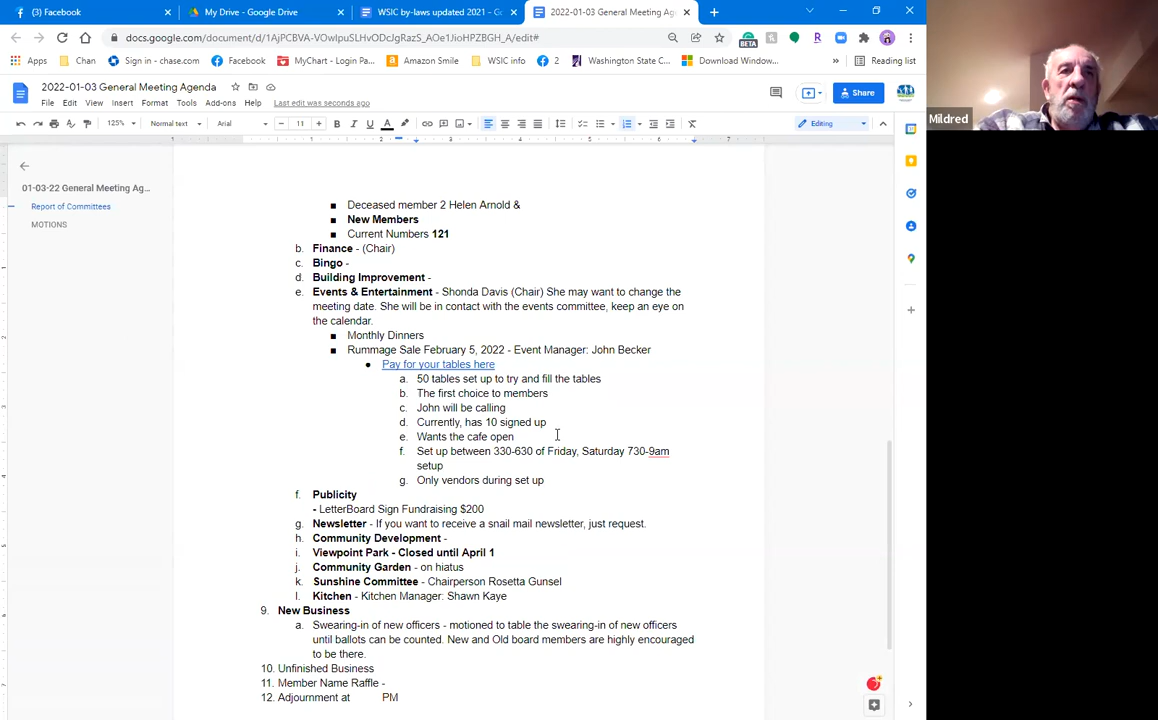 (3) Facebook
My Drive - Google Drive
WSIC by-laws updated 2021 - Go
2022-01-03 General Meeting Age
docs.google.com/document/d/1AjPCBVA-VOwIpuSLHvODcJgRazS_AOe1JioHPZBGH_A/edit#
Apps
Chan
Sign in - chase.com
Facebook
MyChart - Login Pa...
Amazon Smile
WSIC info
2
Washington State C...
Download Window...
Reading list
2022-01-03 General Meeting Agenda
File Edit View Insert Format Tools Add-ons Help Last edit was seconds ago
Share
125% Normal text Arial 11 Editing
Mildred
01-03-22 General Meeting Ag...
Report of Committees
MOTIONS
■ Deceased member 2 Helen Arnold &
■ New Members
■ Current Numbers 121
b. Finance - (Chair)
c. Bingo -
d. Building Improvement -
e. Events & Entertainment - Shonda Davis (Chair) She may want to change the
meeting date. She will be in contact with the events committee, keep an eye on
the calendar.
■ Monthly Dinners
■ Rummage Sale February 5, 2022 - Event Manager: John Becker
● Pay for your tables here
a. 50 tables set up to try and fill the tables
b. The first choice to members
c. John will be calling
d. Currently, has 10 signed up
e. Wants the cafe open
f. Set up between 330-630 of Friday, Saturday 730-9am
setup
g. Only vendors during set up
f. Publicity
- LetterBoard Sign Fundraising $200
g. Newsletter - If you want to receive a snail mail newsletter, just request.
h. Community Development -
i. Viewpoint Park - Closed until April 1
j. Community Garden - on hiatus
k. Sunshine Committee - Chairperson Rosetta Gunsel
l. Kitchen - Kitchen Manager: Shawn Kaye
9. New Business
a. Swearing-in of new officers - motioned to table the swearing-in of new officers
until ballots can be counted. New and Old board members are highly encouraged
to be there.
10. Unfinished Business
11. Member Name Raffle -
12. Adjournment at PM